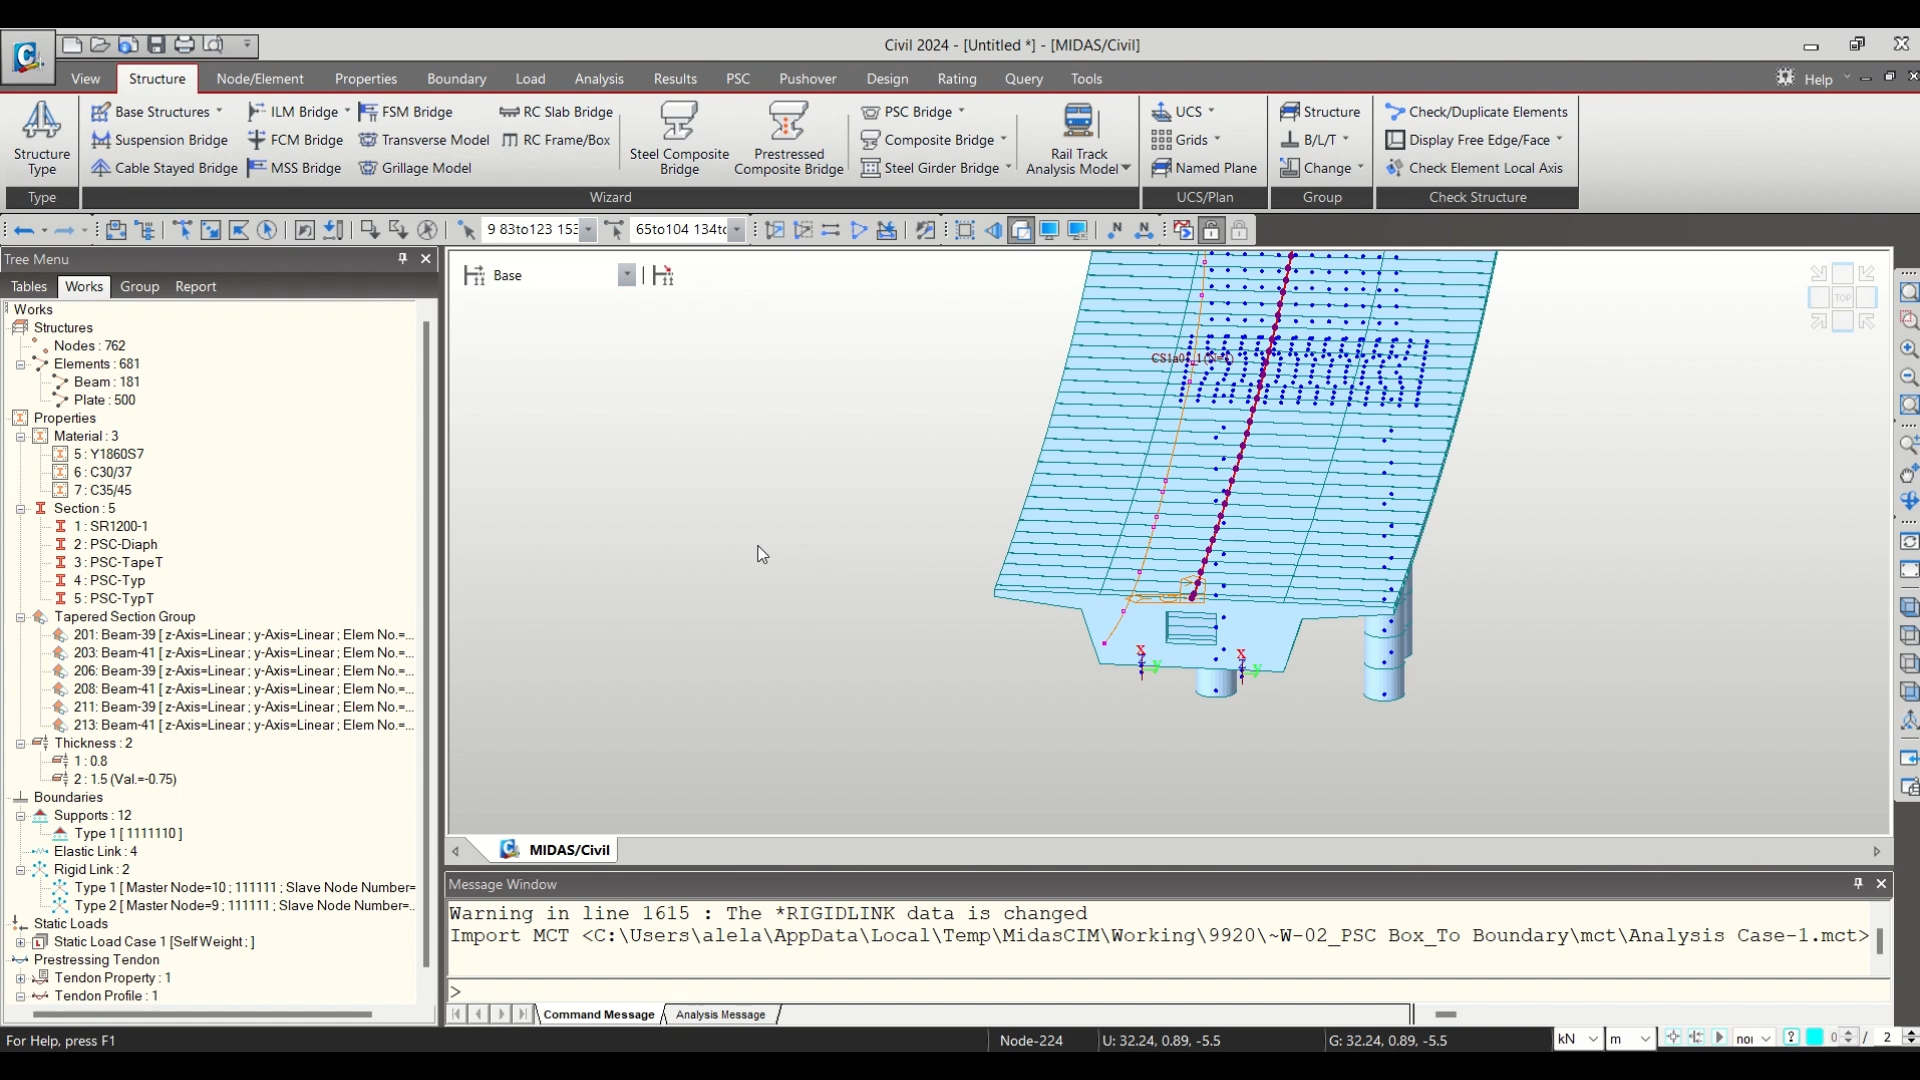 Civil 2024 - [Untitled *] - [MIDAS/Civil]
View Structure Node/Element Properties Boundary Load Analysis Results PSC Pushover Design Rating Query Tools Help
Structure Type
Base Structures
Suspension Bridge
Cable Stayed Bridge
ILM Bridge
FCM Bridge
MSS Bridge
FSM Bridge
Transverse Model
Grillage Model
RC Slab Bridge
RC Frame/Box
Steel Composite Bridge
Prestressed Composite Bridge
PSC Bridge
Composite Bridge
Steel Girder Bridge
Rail Track Analysis Model
UCS
Grids
Named Plane
Structure
B/L/T
Change
Check/Duplicate Elements
Display Free Edge/Face
Check Element Local Axis
Type Wizard UCS/Plan Group Check Structure
9 83to123 153
65to104 134to
Tree Menu
Tables Works Group Report
Works
Structures
Nodes : 762
Elements : 681
Beam : 181
Plate : 500
Properties
Material : 3
5 : Y1860S7
6 : C30/37
7 : C35/45
Section : 5
1 : SR1200-1
2 : PSC-Diaph
3 : PSC-TapeT
4 : PSC-Typ
5 : PSC-TypT
Tapered Section Group
201: Beam-39 [ z-Axis=Linear ; y-Axis=Linear ; Elem No.=...
203: Beam-41 [ z-Axis=Linear ; y-Axis=Linear ; Elem No.=...
206: Beam-39 [ z-Axis=Linear ; y-Axis=Linear ; Elem No.=...
208: Beam-41 [ z-Axis=Linear ; y-Axis=Linear ; Elem No.=...
211: Beam-39 [ z-Axis=Linear ; y-Axis=Linear ; Elem No.=...
213: Beam-41 [ z-Axis=Linear ; y-Axis=Linear ; Elem No.=...
Thickness : 2
1 : 0.8
2 : 1.5 (Val.=-0.75)
Boundaries
Supports : 12
Type 1 [ 1111110 ]
Elastic Link : 4
Rigid Link : 2
Type 1 [ Master Node=10 ; 111111 ; Slave Node Number=
Type 2 [ Master Node=9 ; 111111 ; Slave Node Number=..
Static Loads
Static Load Case 1 [Self Weight ; ]
Prestressing Tendon
Tendon Property : 1
Tendon Profile : 1
Base
TOP
x y x y
MIDAS/Civil
Message Window
Warning in line 1615 : The *RIGIDLINK data is changed
Import MCT <C:\Users\alela\AppData\Local\Temp\MidasCIM\Working\9920\~W-02_PSC Box_To Boundary\mct\Analysis Case-1.mct>
>
Command Message Analysis Message
For Help, press F1
Node-224
U: 32.24, 0.89, -5.5
G: 32.24, 0.89, -5.5
kN
m
nor
0 / 2